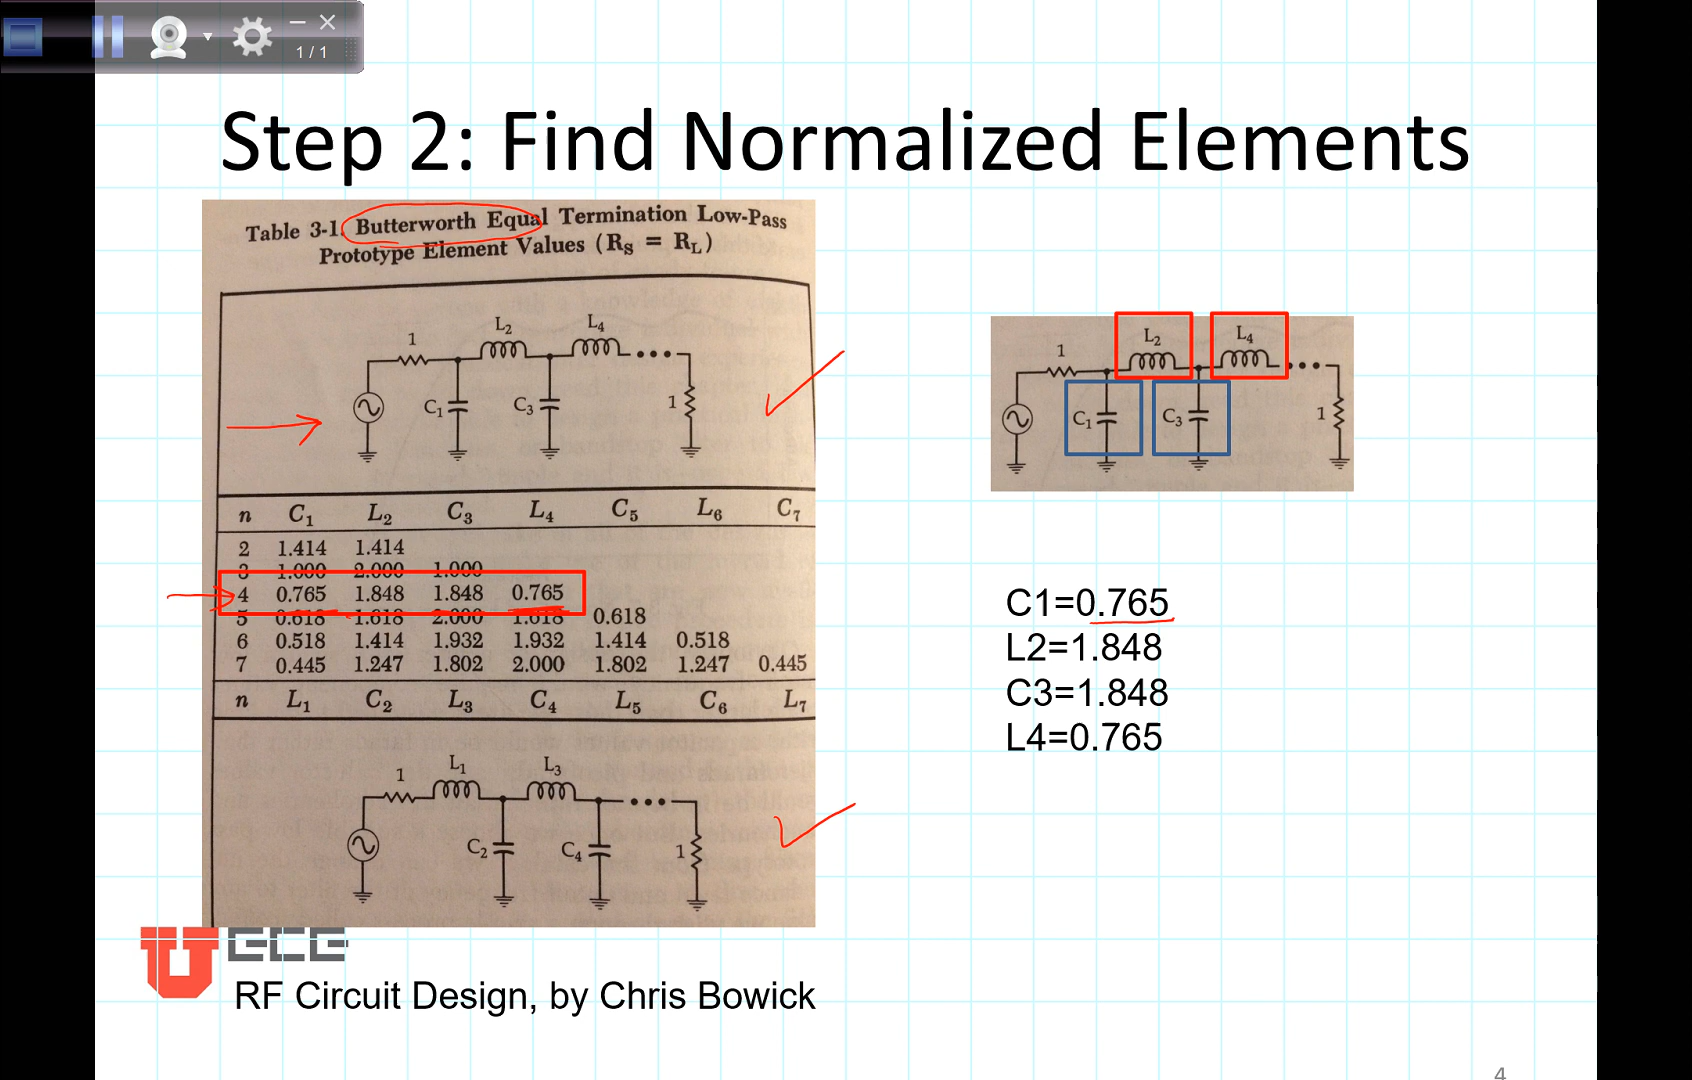 1 / 1
Step 2: Find Normalized Elements
Table 3-1. Butterworth Equal Termination Low-Pass
Prototype Element Values (RS = RL)
1 L2 L4
C1 C3 1
n C1 L2 C3 L4 C5 L6 C7
2 1.414 1.414
3 1.000 2.000 1.000
4 0.765 1.848 1.848 0.765
5 0.618 1.618 2.000 1.618 0.618
6 0.518 1.414 1.932 1.932 1.414 0.518
7 0.445 1.247 1.802 2.000 1.802 1.247 0.445
n L1 C2 L3 C4 L5 C6 L7
1 L1 L3
C2 C4 1
1 L2 L4
C1 C3 1
C1=0.765
L2=1.848
C3=1.848
L4=0.765
U ECE
RF Circuit Design, by Chris Bowick
4